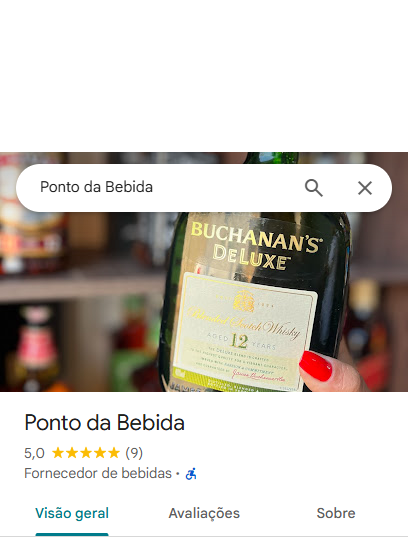 Ponto da Bebida
BUCHANAN'S
DELUXE
Blended Scotch Whisky
AGED 12 YEARS
Ponto da Bebida
5,0 (9)
Fornecedor de bebidas ·
Visão geral Avaliações Sobre